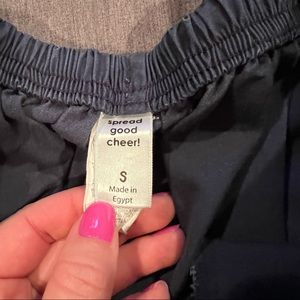 spread
good
cheer!
S
Made in
Egypt